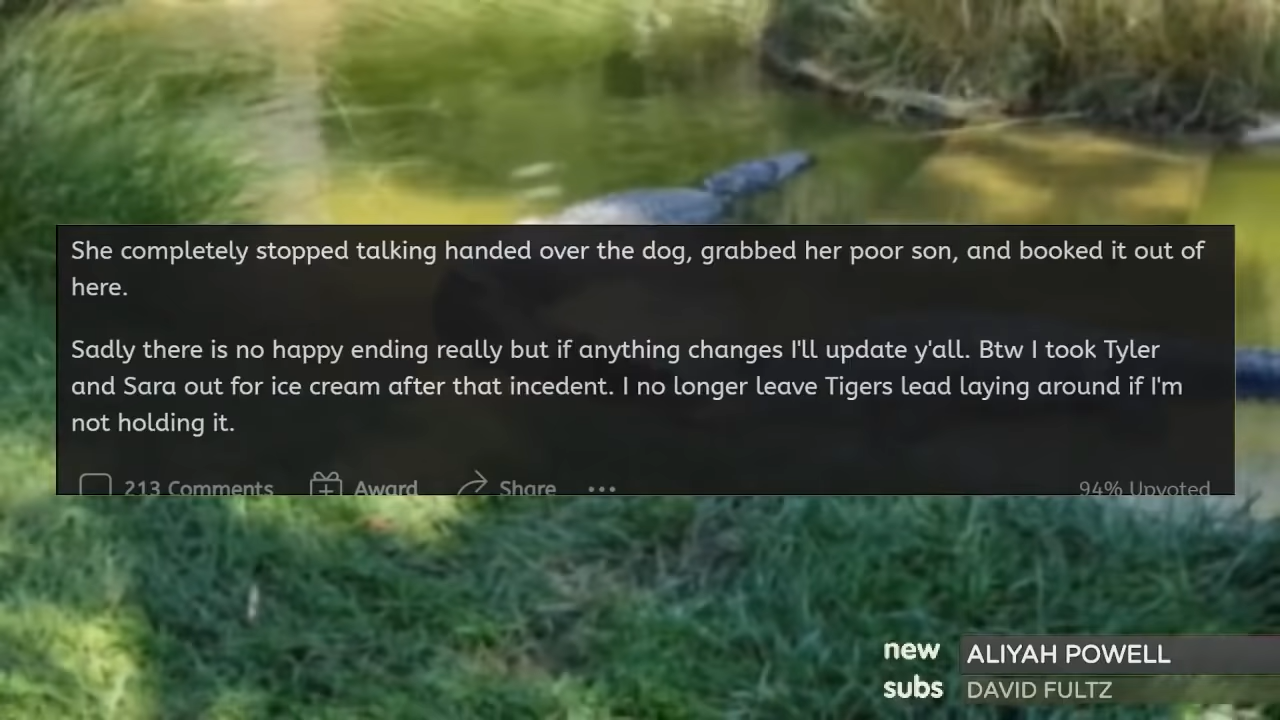 She completely stopped talking handed over the dog, grabbed her poor son, and booked it out of
here.
Sadly there is no happy ending really but if anything changes I'll update y'all. Btw I took Tyler
and Sara out for ice cream after that incedent. I no longer leave Tigers lead laying around if I'm
not holding it.
213 Comments Award Share ••• 94% Upvoted
new ALIYAH POWELL
subs DAVID FULTZ